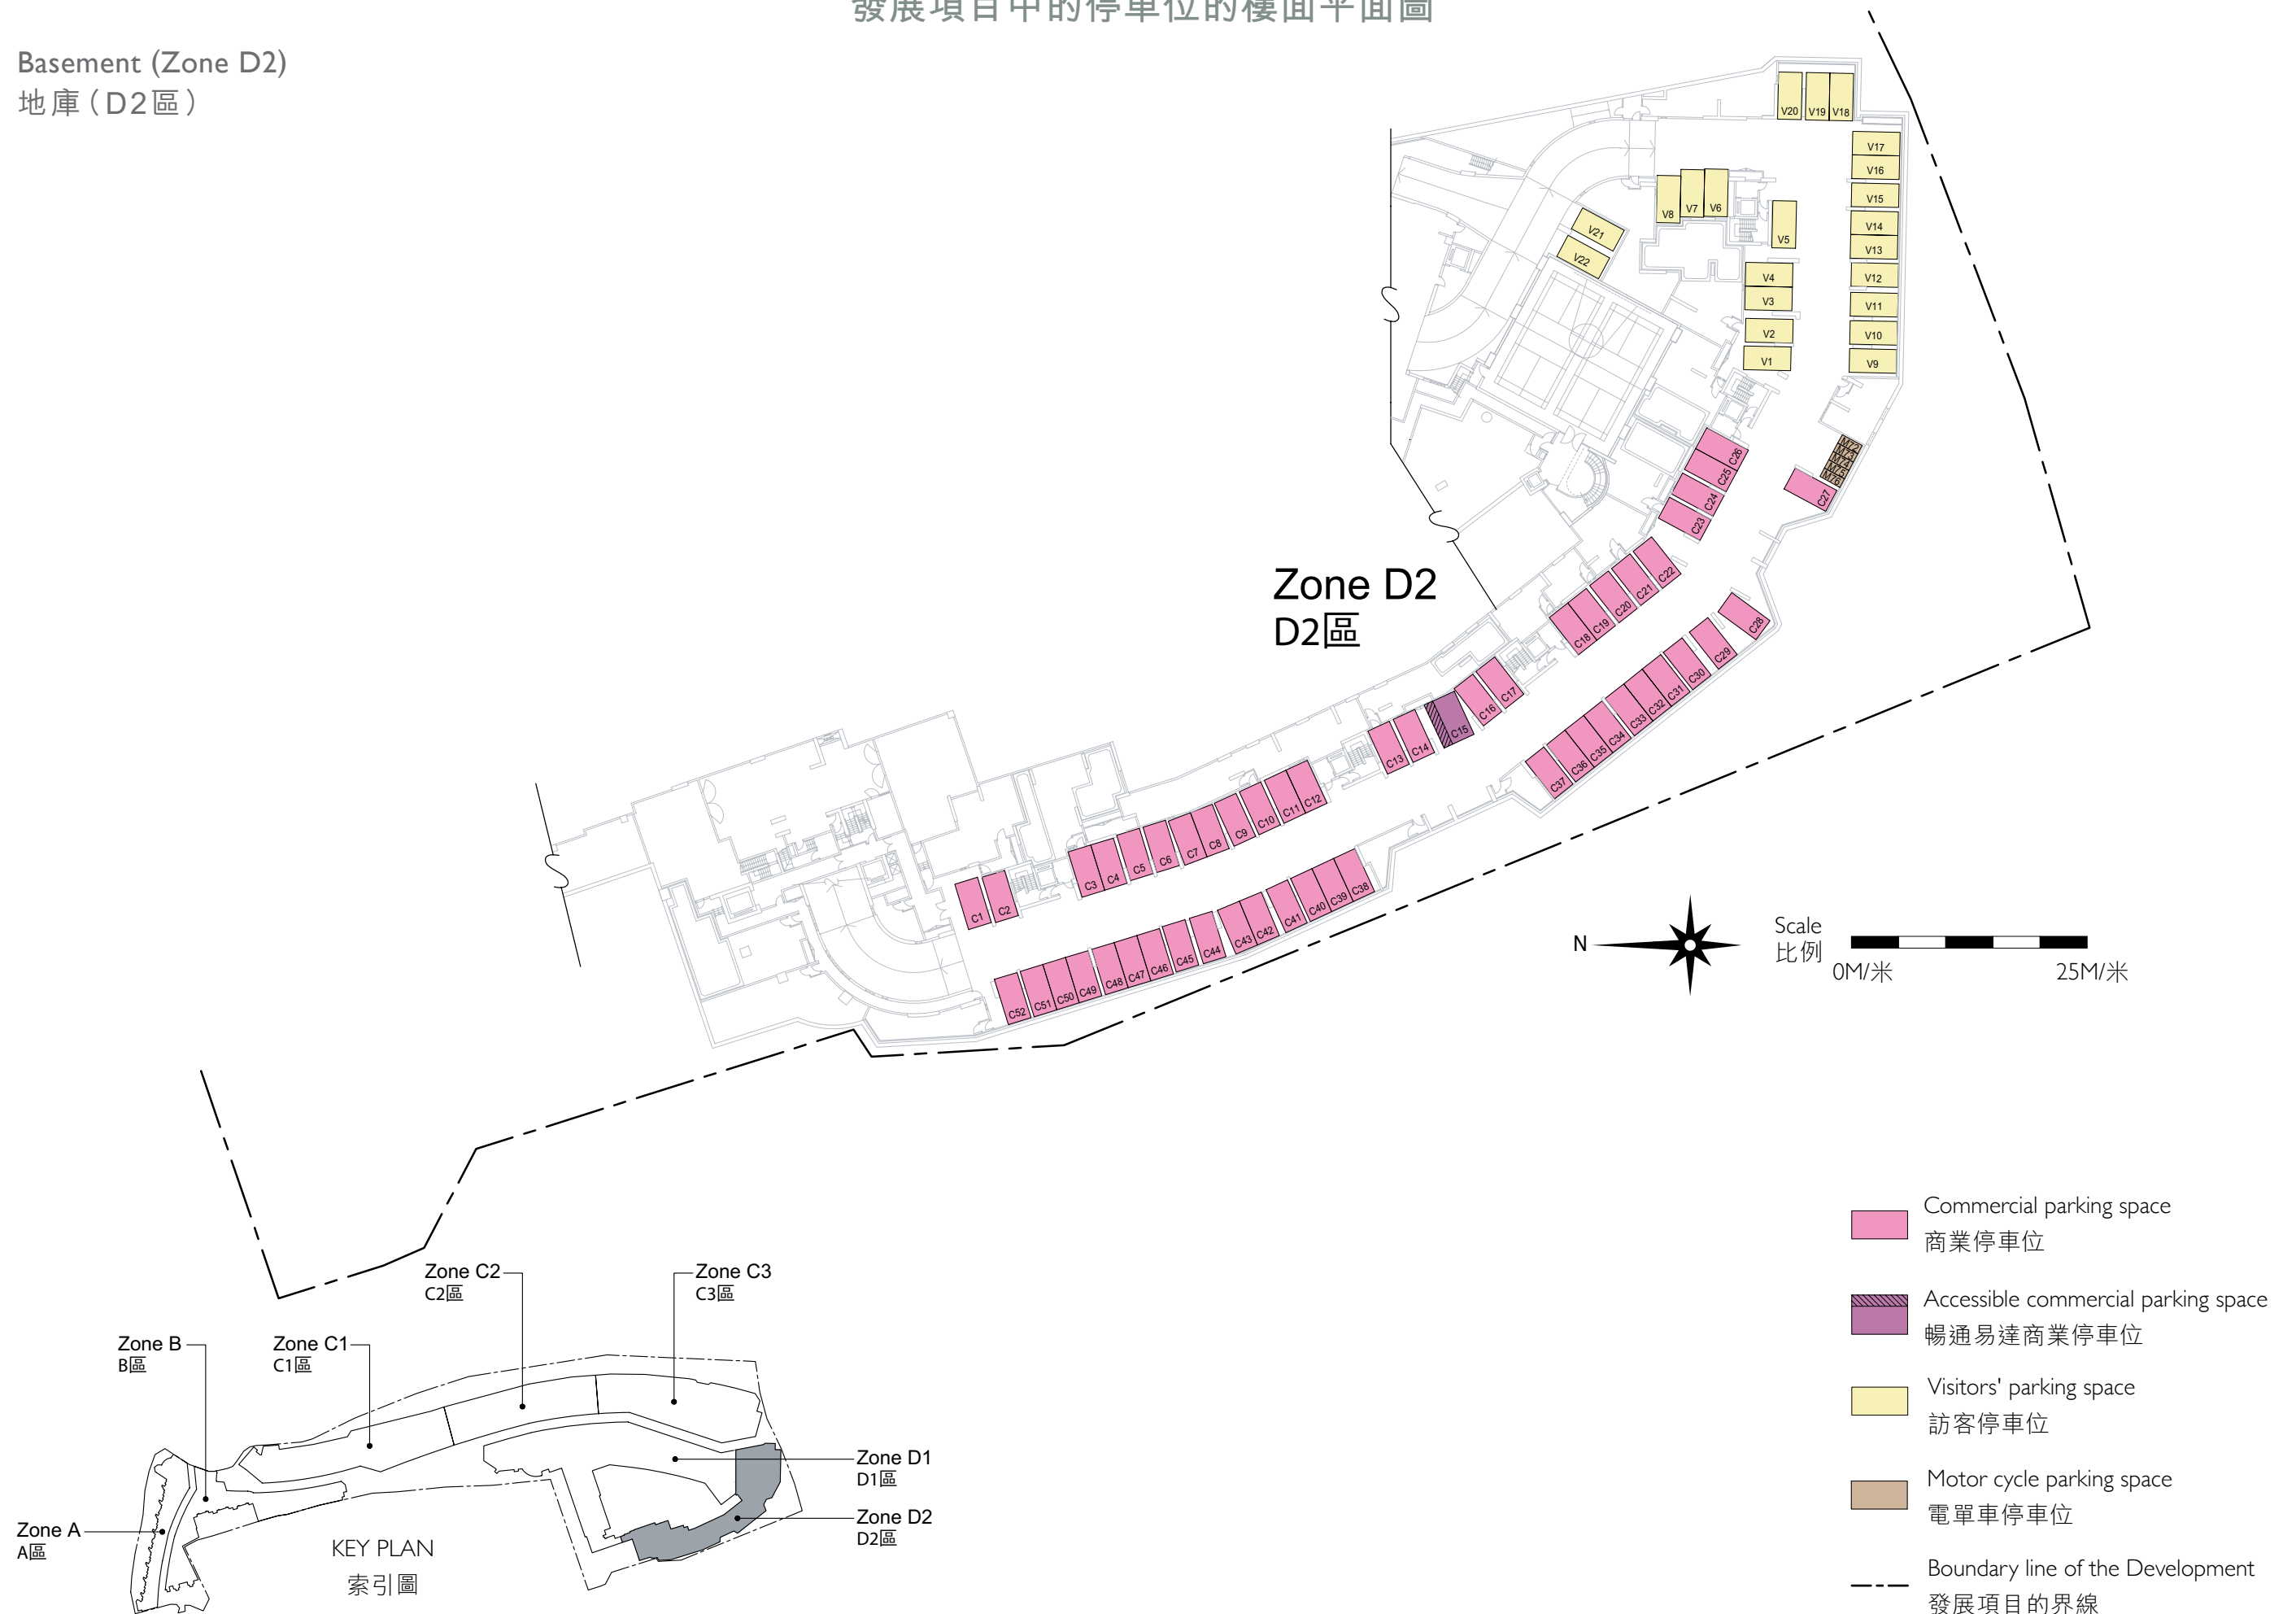 發展項目中的停車位的樓面平面圖
Basement (Zone D2)
地庫（D2區）
V20 V19 V18
V17
V16
V15
V14
V13
V12
V11
V10
V9
V8 V7 V6
V5
V4
V3
V2
V1
V21
V22
M72
M73
M74
M75
M76
C27
C26
C25
C24
C23
C22
C21
C20
C19
C18
C17
C16
C15
C14
C13
C12
C11
C10
C9
C8
C7
C6
C5
C4
C3
C2
C1
C28
C29
C30
C31
C32
C33
C34
C35
C36
C37
C38
C39
C40
C41
C42
C43
C44
C45
C46
C47
C48
C49
C50
C51
C52
Zone D2
D2區
N
Scale
比例
0M/米 25M/米
Commercial parking space
商業停車位
Accessible commercial parking space
暢通易達商業停車位
Visitors' parking space
訪客停車位
Motor cycle parking space
電單車停車位
Boundary line of the Development
發展項目的界線
Zone C2
C2區
Zone C3
C3區
Zone B
B區
Zone C1
C1區
Zone D1
D1區
Zone D2
D2區
Zone A
A區
KEY PLAN
索引圖